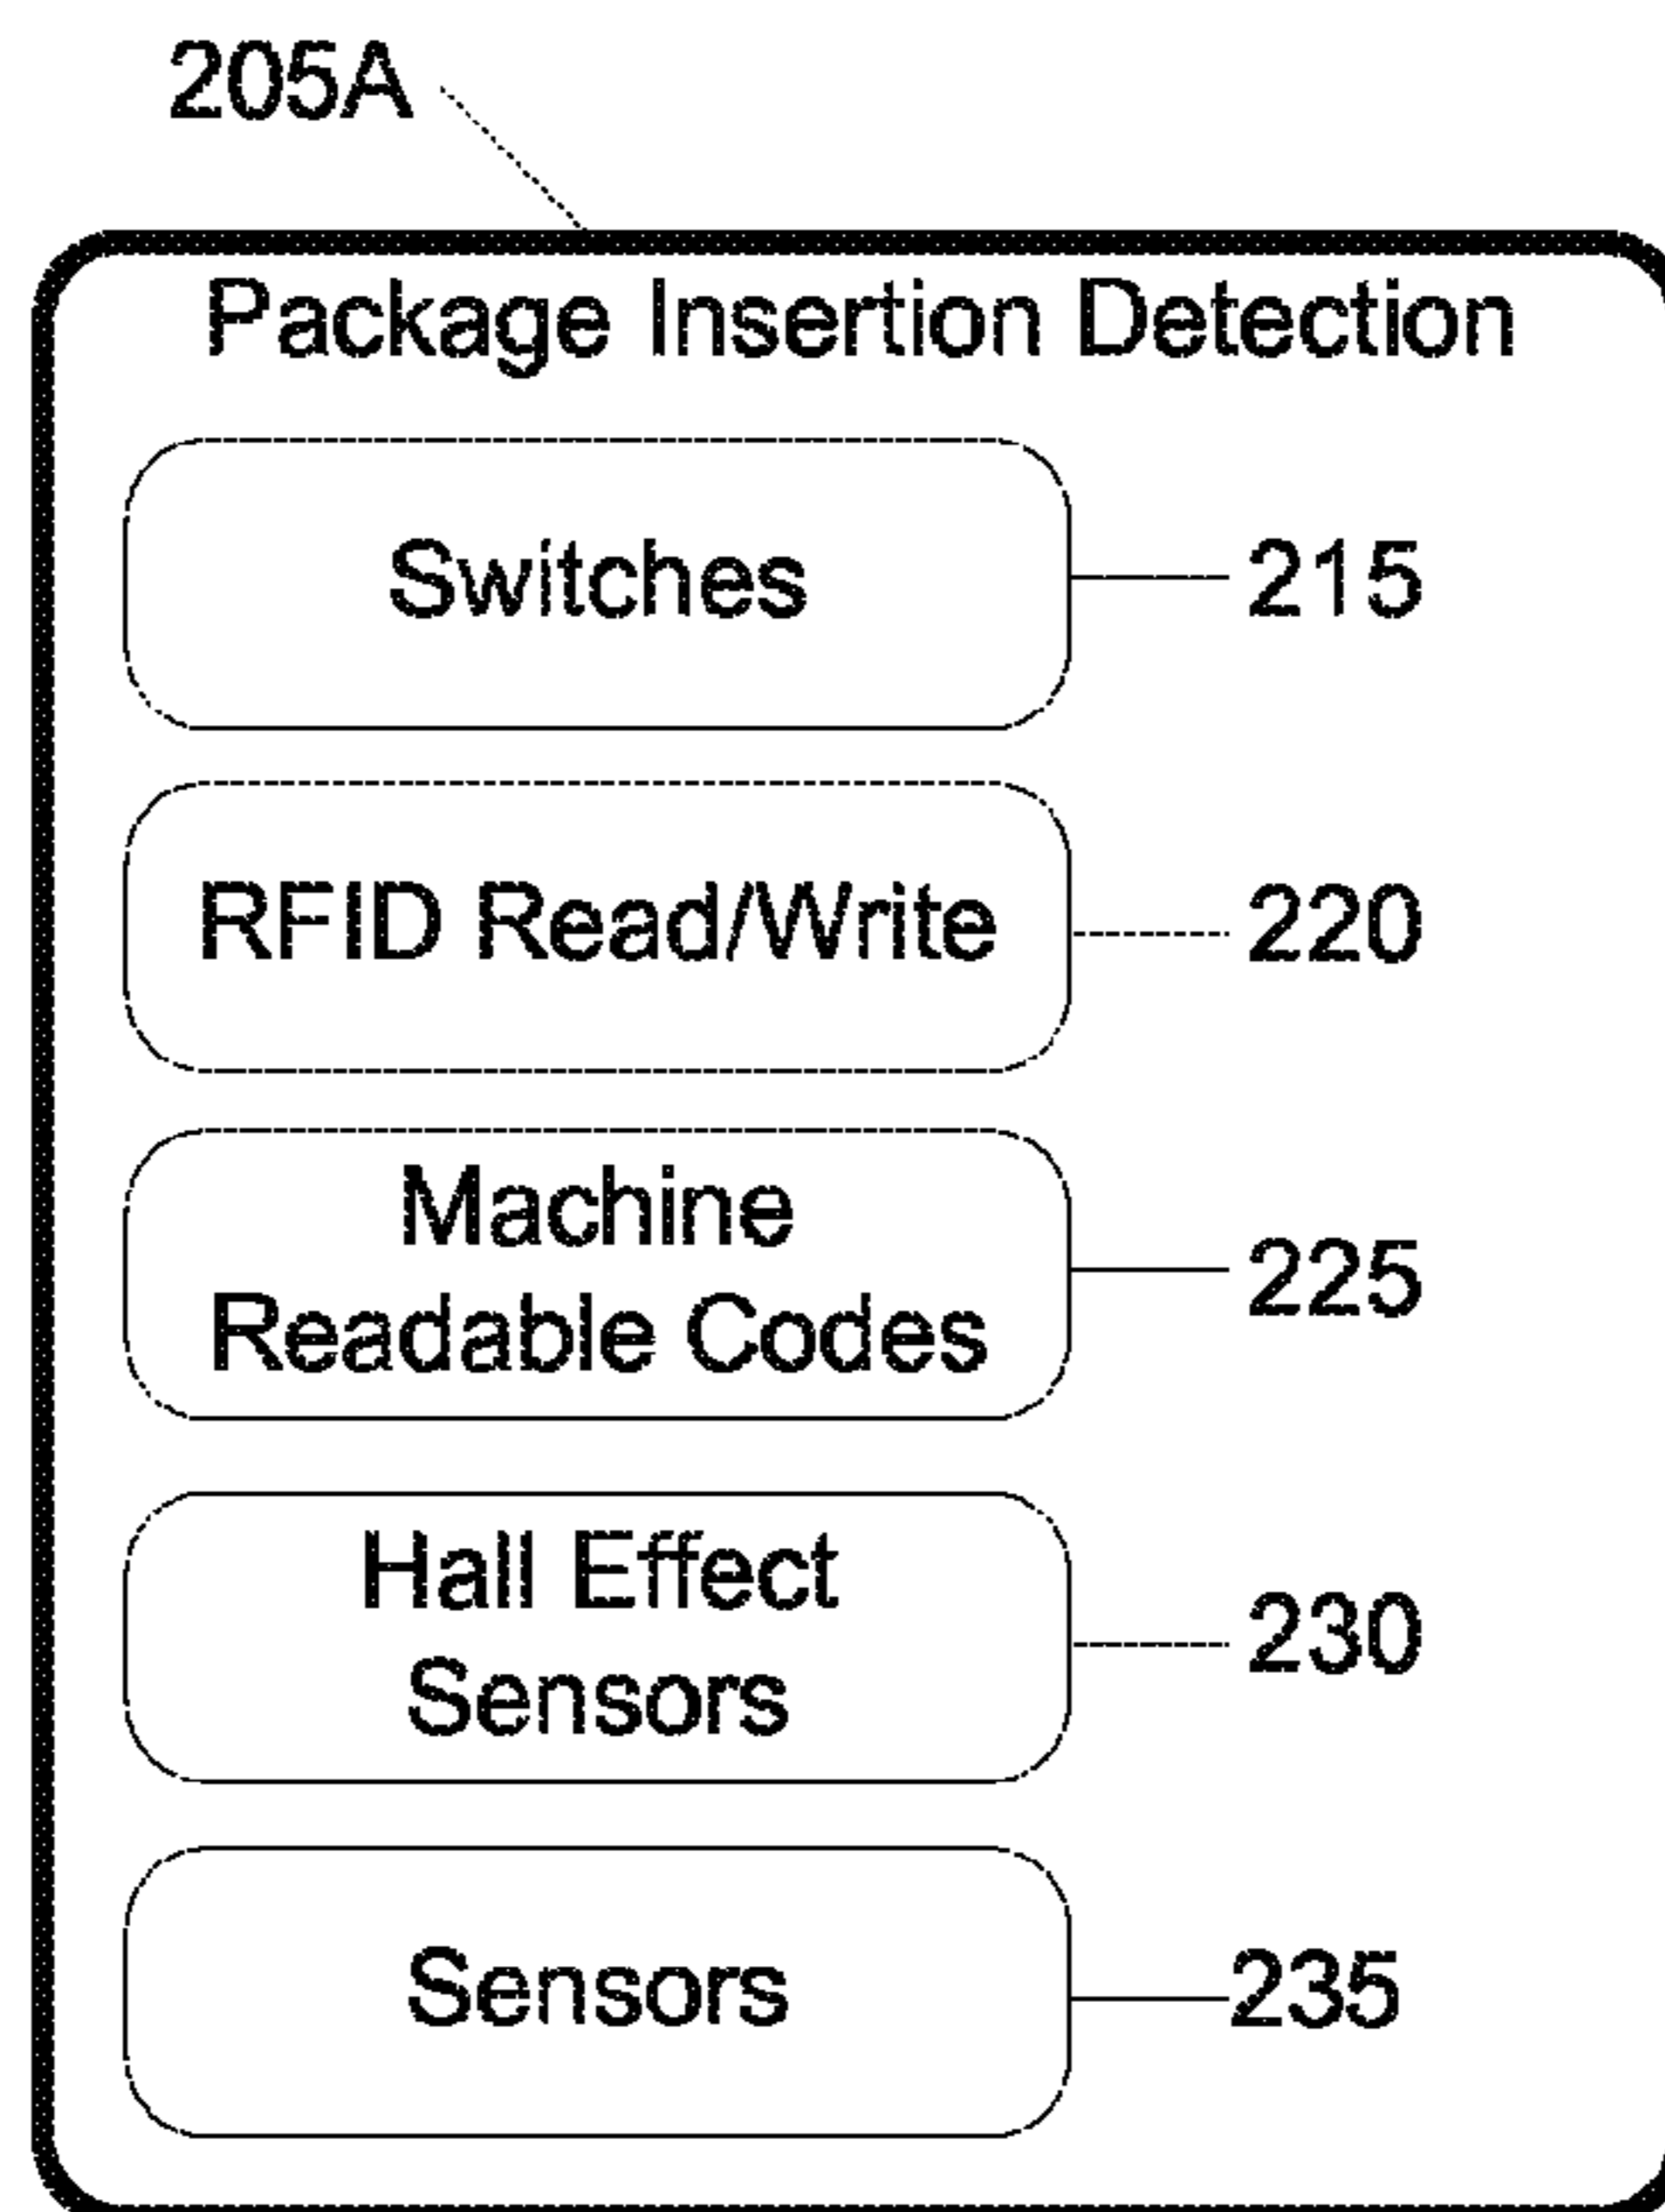 205A
Package Insertion Detection
Switches
215
RFID Read/Write
220
Machine
Readable Codes
225
Hall Effect
Sensors
230
Sensors
235